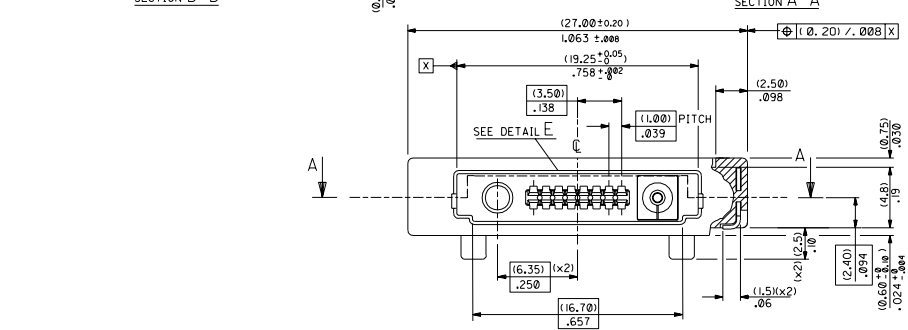 SECTION A A
(27.00±0.20)
1.063 ±.008
(0.20)/.008 X
X
(19.25 +0.05 -0)
.758 +.002 -0
(2.50)
.098
(3.50)
.138
(1.00) PITCH
.039
SEE DETAIL E
(0.75)
.030
A
A
(4.8)
.19
(x2) (2.5)
.10
(2.40)
.094
(0.60 +0 -0.10)
.024 +0 -.004
(6.35) (x2)
.250
(1.5)(x2)
.06
(16.70)
.657